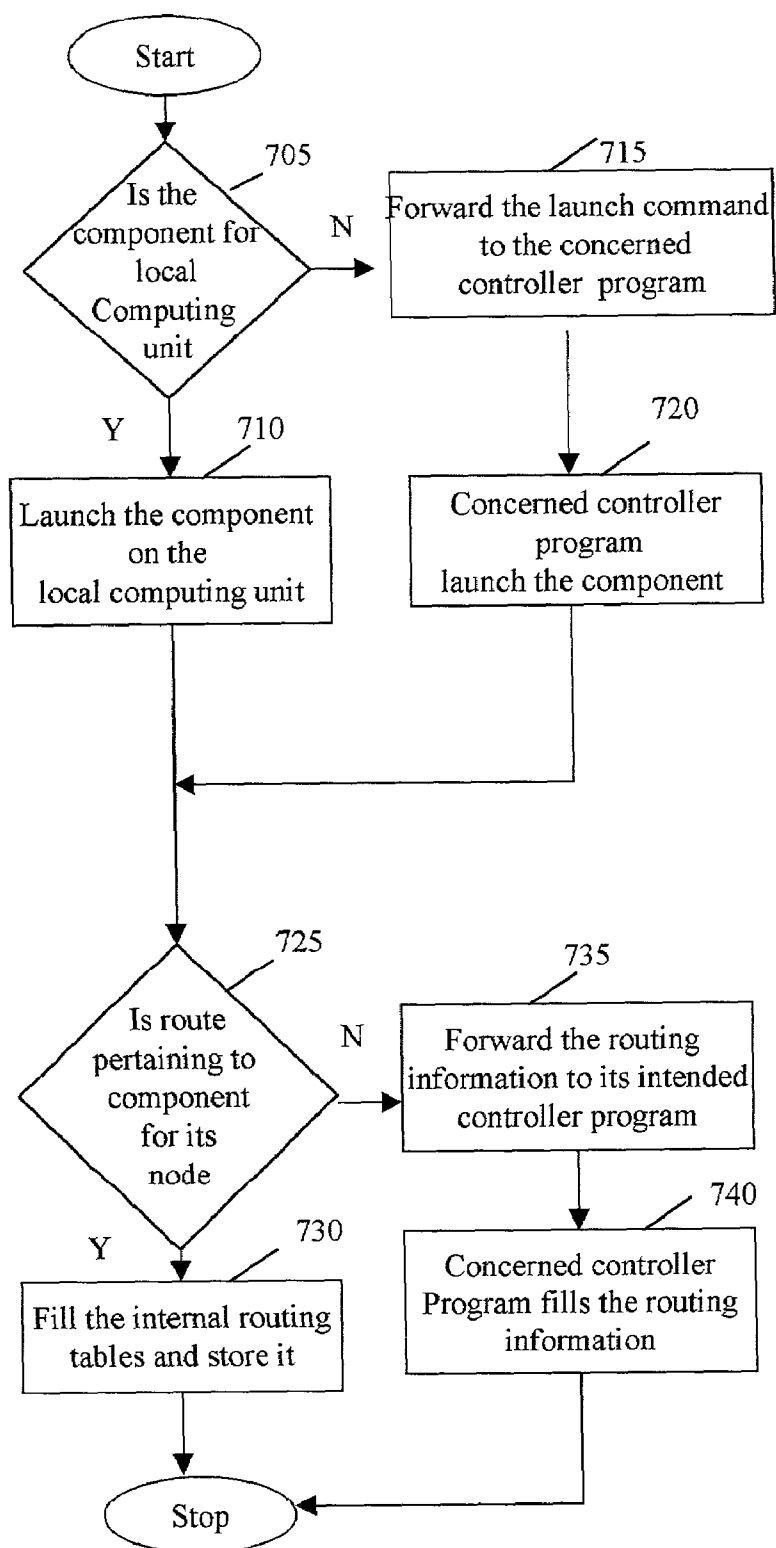 Start
705
Is the
component for
local
Computing
unit
N
715
Forward the launch command
to the concerned
controller program
Y
710
Launch the component
on the
local computing unit
720
Concerned controller
program
launch the component
725
Is route
pertaining to
component
for its
node
N
735
Forward the routing
information to its intended
controller program
Y
730
Fill the internal routing
tables and store it
740
Concerned controller
Program fills the routing
information
Stop